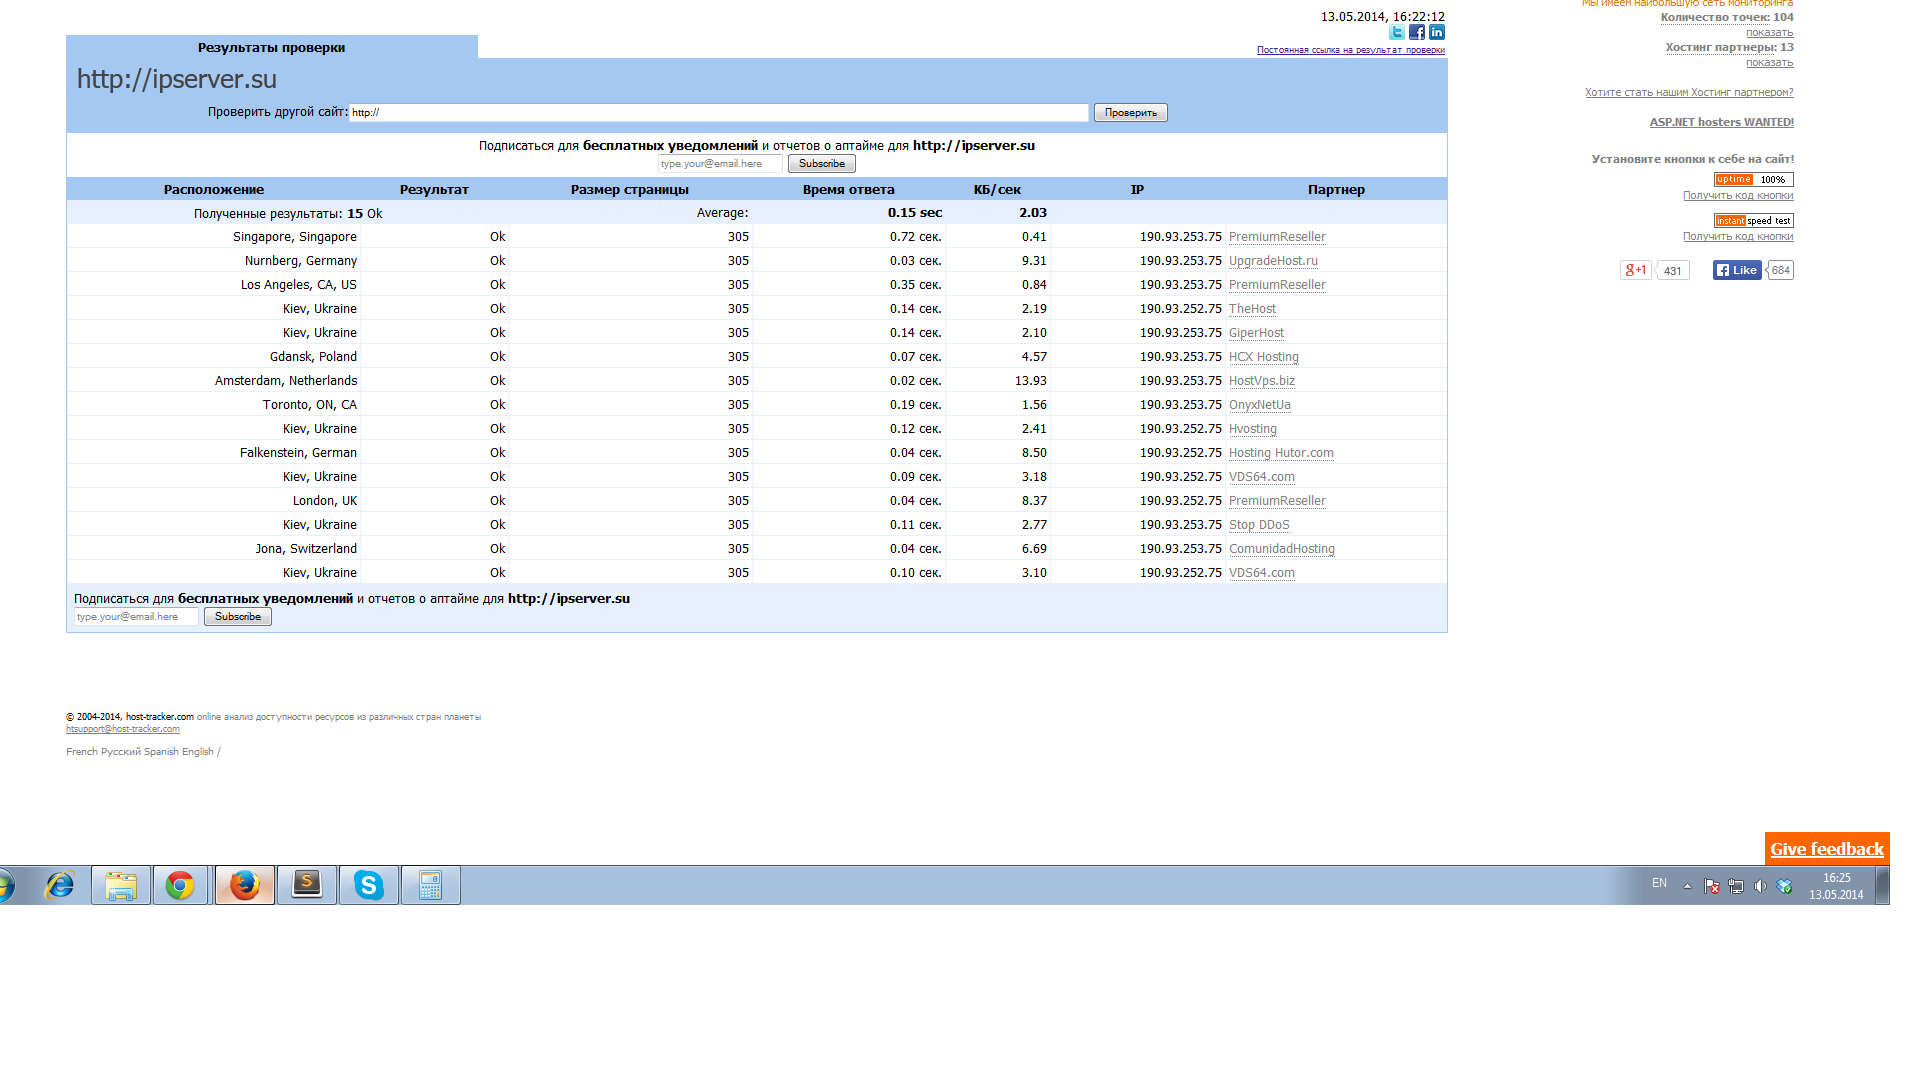 Мы имеем наибольшую сеть мониторинга
13.05.2014, 16:22:12
Количество точек: 104
показать
Результаты проверки
Постоянная ссылка на результат проверки
Хостинг партнеры: 13
показать
http://ipserver.su
Хотите стать нашим Хостинг партнером?
Проверить другой сайт: http:// Проверить
ASP.NET hosters WANTED!
Подписаться для бесплатных уведомлений и отчетов о аптайме для http://ipserver.su
type.your@email.here Subscribe
Установите кнопки к себе на сайт!
uptime 100%
Получить код кнопки
instant speed test
Получить код кнопки
g+1 431 Like 684
Расположение Результат Размер страницы Время ответа КБ/сек IP Партнер
Полученные результаты: 15 Ok Average: 0.15 sec 2.03
Singapore, Singapore Ok 305 0.72 сек. 0.41 190.93.253.75 PremiumReseller
Nurnberg, Germany Ok 305 0.03 сек. 9.31 190.93.253.75 UpgradeHost.ru
Los Angeles, CA, US Ok 305 0.35 сек. 0.84 190.93.253.75 PremiumReseller
Kiev, Ukraine Ok 305 0.14 сек. 2.19 190.93.252.75 TheHost
Kiev, Ukraine Ok 305 0.14 сек. 2.10 190.93.253.75 GiperHost
Gdansk, Poland Ok 305 0.07 сек. 4.57 190.93.253.75 HCX Hosting
Amsterdam, Netherlands Ok 305 0.02 сек. 13.93 190.93.253.75 HostVps.biz
Toronto, ON, CA Ok 305 0.19 сек. 1.56 190.93.253.75 OnyxNetUa
Kiev, Ukraine Ok 305 0.12 сек. 2.41 190.93.252.75 Hvosting
Falkenstein, German Ok 305 0.04 сек. 8.50 190.93.252.75 Hosting Hutor.com
Kiev, Ukraine Ok 305 0.09 сек. 3.18 190.93.252.75 VDS64.com
London, UK Ok 305 0.04 сек. 8.37 190.93.252.75 PremiumReseller
Kiev, Ukraine Ok 305 0.11 сек. 2.77 190.93.253.75 Stop DDoS
Jona, Switzerland Ok 305 0.04 сек. 6.69 190.93.253.75 ComunidadHosting
Kiev, Ukraine Ok 305 0.10 сек. 3.10 190.93.252.75 VDS64.com
Подписаться для бесплатных уведомлений и отчетов о аптайме для http://ipserver.su
type.your@email.here Subscribe
© 2004-2014, host-tracker.com online анализ доступности ресурсов из различных стран планеты
htsupport@host-tracker.com
French Русский Spanish English /
Give feedback
EN 16:25
13.05.2014